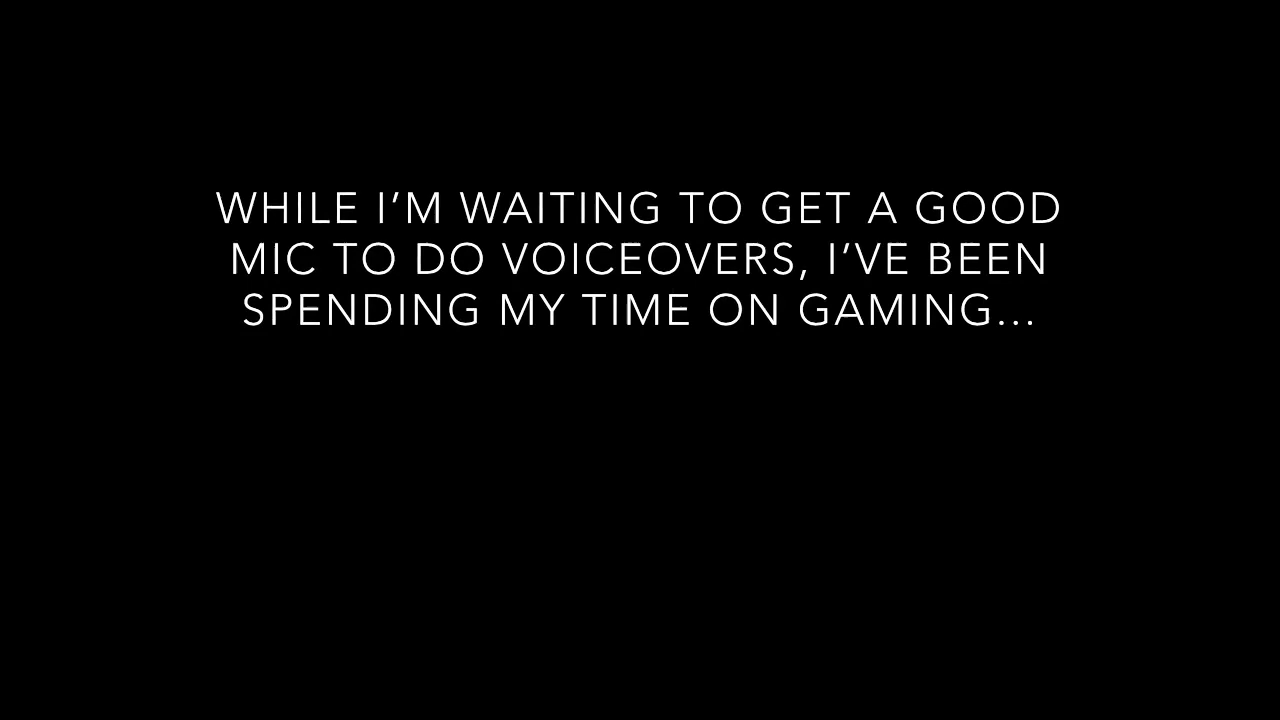 WHILE I’M WAITING TO GET A GOOD
MIC TO DO VOICEOVERS, I’VE BEEN
SPENDING MY TIME ON GAMING…